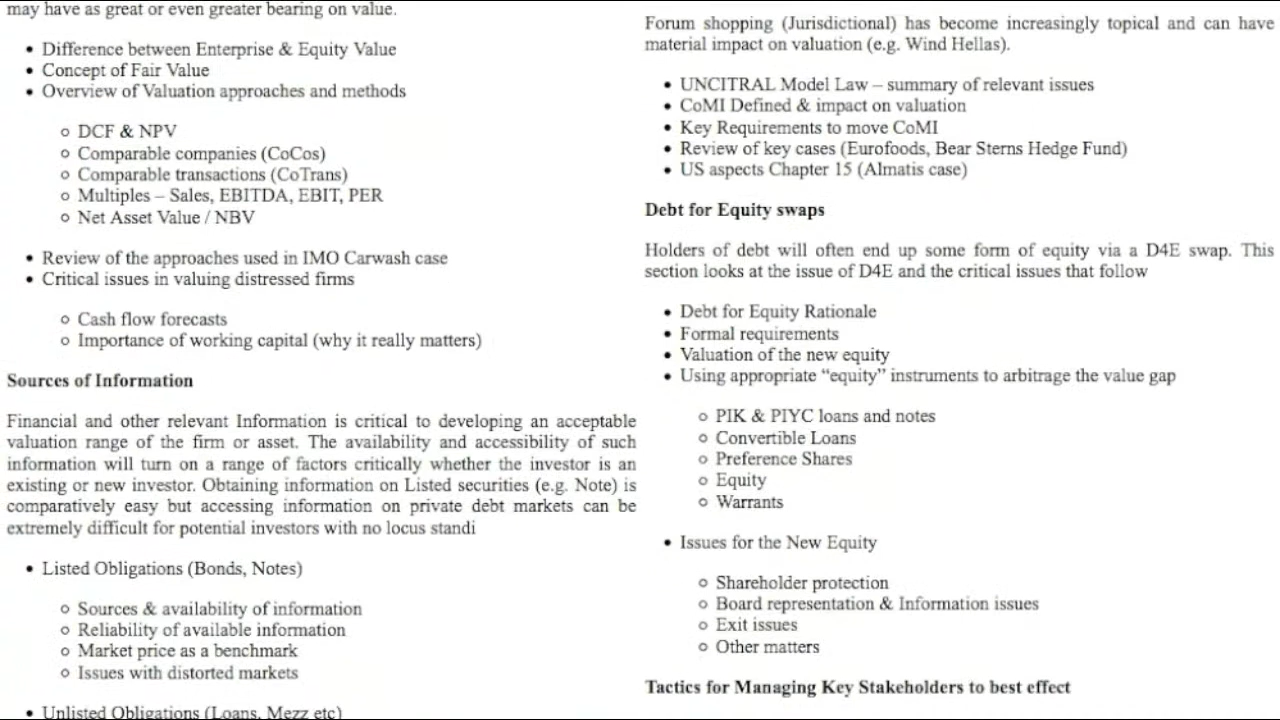 may have as great or even greater bearing on value.
• Difference between Enterprise & Equity Value
• Concept of Fair Value
• Overview of Valuation approaches and methods
o DCF & NPV
o Comparable companies (CoCos)
o Comparable transactions (CoTrans)
o Multiples – Sales, EBITDA, EBIT, PER
o Net Asset Value / NBV
• Review of the approaches used in IMO Carwash case
• Critical issues in valuing distressed firms
o Cash flow forecasts
o Importance of working capital (why it really matters)
Sources of Information
Financial and other relevant Information is critical to developing an acceptable
valuation range of the firm or asset. The availability and accessibility of such
information will turn on a range of factors critically whether the investor is an
existing or new investor. Obtaining information on Listed securities (e.g. Note) is
comparatively easy but accessing information on private debt markets can be
extremely difficult for potential investors with no locus standi
• Listed Obligations (Bonds, Notes)
o Sources & availability of information
o Reliability of available information
o Market price as a benchmark
o Issues with distorted markets
• Unlisted Obligations (Loans, Mezz etc)
Forum shopping (Jurisdictional) has become increasingly topical and can have
material impact on valuation (e.g. Wind Hellas).
• UNCITRAL Model Law – summary of relevant issues
• CoMI Defined & impact on valuation
• Key Requirements to move CoMI
• Review of key cases (Eurofoods, Bear Sterns Hedge Fund)
• US aspects Chapter 15 (Almatis case)
Debt for Equity swaps
Holders of debt will often end up some form of equity via a D4E swap. This
section looks at the issue of D4E and the critical issues that follow
• Debt for Equity Rationale
• Formal requirements
• Valuation of the new equity
• Using appropriate “equity” instruments to arbitrage the value gap
o PIK & PIYC loans and notes
o Convertible Loans
o Preference Shares
o Equity
o Warrants
• Issues for the New Equity
o Shareholder protection
o Board representation & Information issues
o Exit issues
o Other matters
Tactics for Managing Key Stakeholders to best effect